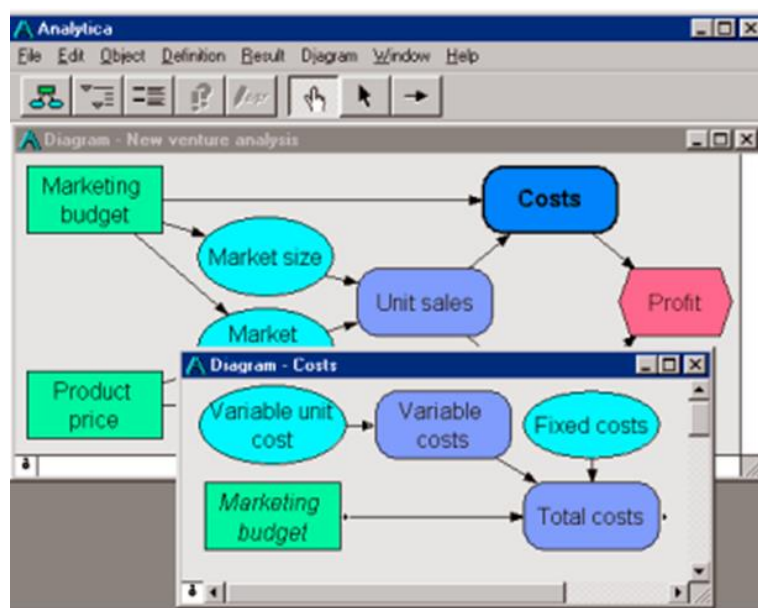 Analytica
File Edit Object Definition Result Diagram Window Help
Diagram - New venture analysis
Marketing
budget
Costs
Market size
Unit sales
Profit
Market
Product
price
Diagram - Costs
Variable unit
cost
Variable
costs
Fixed costs
Marketing
budget
Total costs